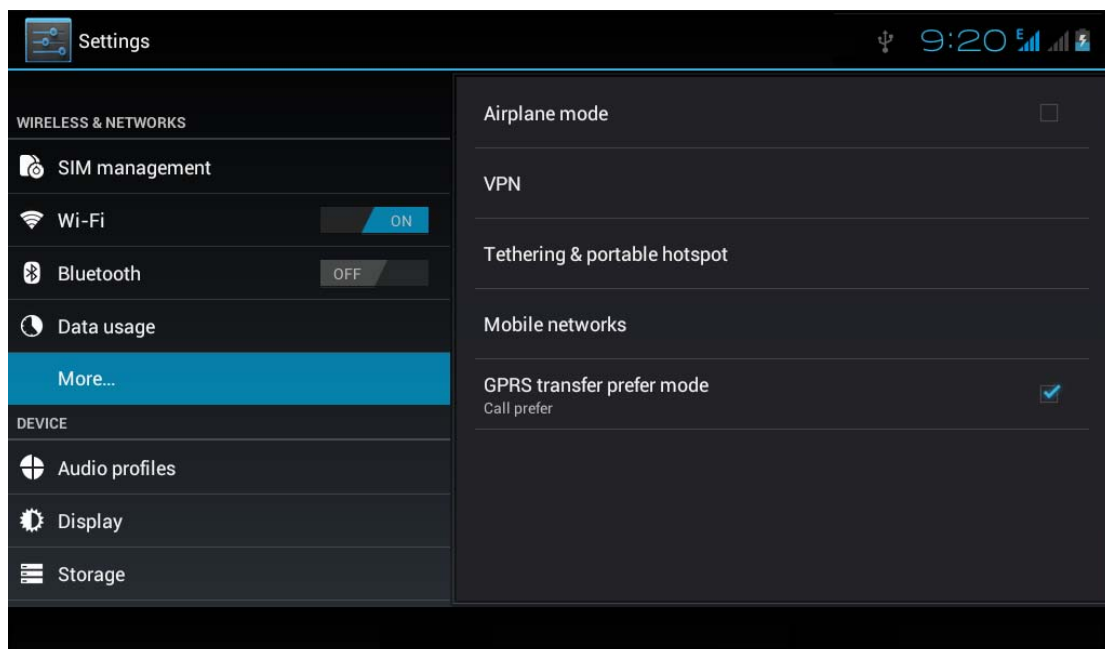 Settings
9:20 E
WIRELESS & NETWORKS
SIM management
Wi-Fi ON
Bluetooth OFF
Data usage
More...
DEVICE
Audio profiles
Display
Storage
Airplane mode
VPN
Tethering & portable hotspot
Mobile networks
GPRS transfer prefer mode
Call prefer